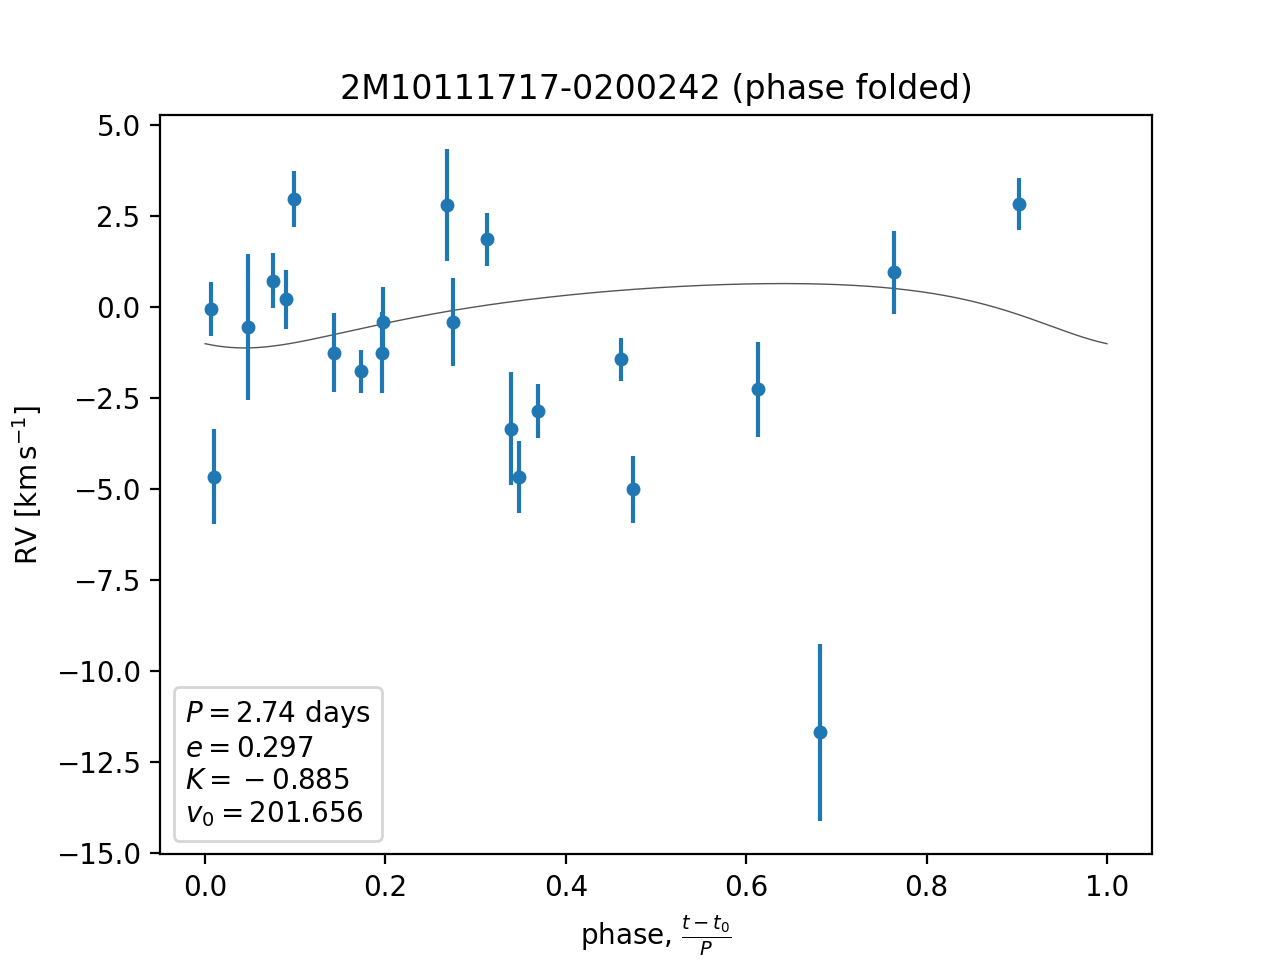 2M10111717-0200242 (phase folded)
5.0
2.5
0.0
−2.5
−5.0
−7.5
−10.0
−12.5
−15.0
RV [km s⁻¹]
P = 2.74 days
e = 0.297
K = −0.885
v₀ = 201.656
0.0 0.2 0.4 0.6 0.8 1.0
phase, (t − t₀)/P